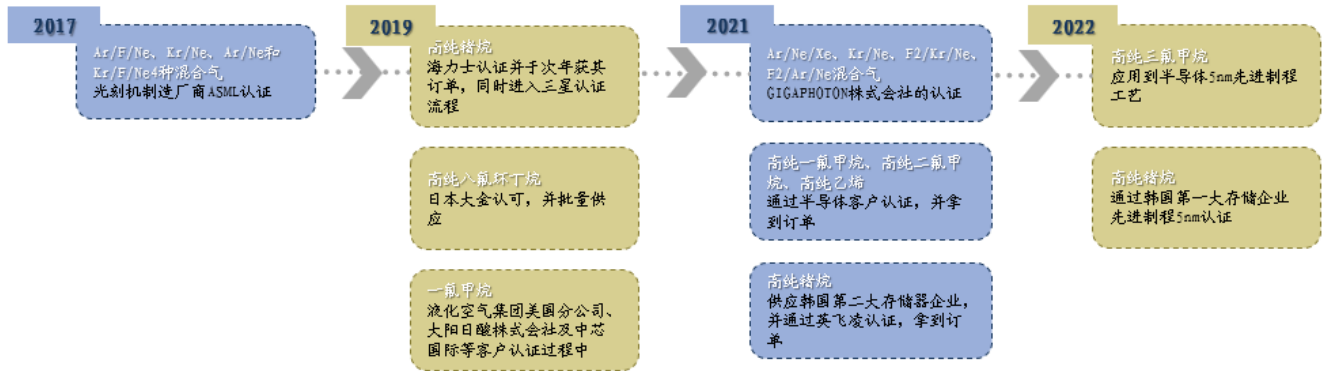 2017
Ar/F/Ne、Kr/Ne、Ar/Ne和
Kr/F/Ne4种混合气
光刻机制造厂商ASML认证
2019
高纯锗烷
海力士认证并于次年获其
订单，同时进入三星认证
流程
高纯八氟环丁烷
日本大金认可，并批量供
应
一氟甲烷
液化空气集团美国分公司、
大阳日酸株式会社及中芯
国际等客户认证过程中
2021
Ar/Ne/Xe、Kr/Ne、F2/Kr/Ne、
F2/Ar/Ne混合气
GIGAPHOTON株式会社的认证
高纯一氟甲烷、高纯二氟甲
烷、高纯乙烯
通过半导体客户认证，并拿
到订单
高纯锗烷
供应韩国第二大存储器企业，
并通过英飞凌认证，拿到订
单
2022
高纯三氟甲烷
应用到半导体5nm先进制程
工艺
高纯锗烷
通过韩国第一大存储企业
先进制程5nm认证